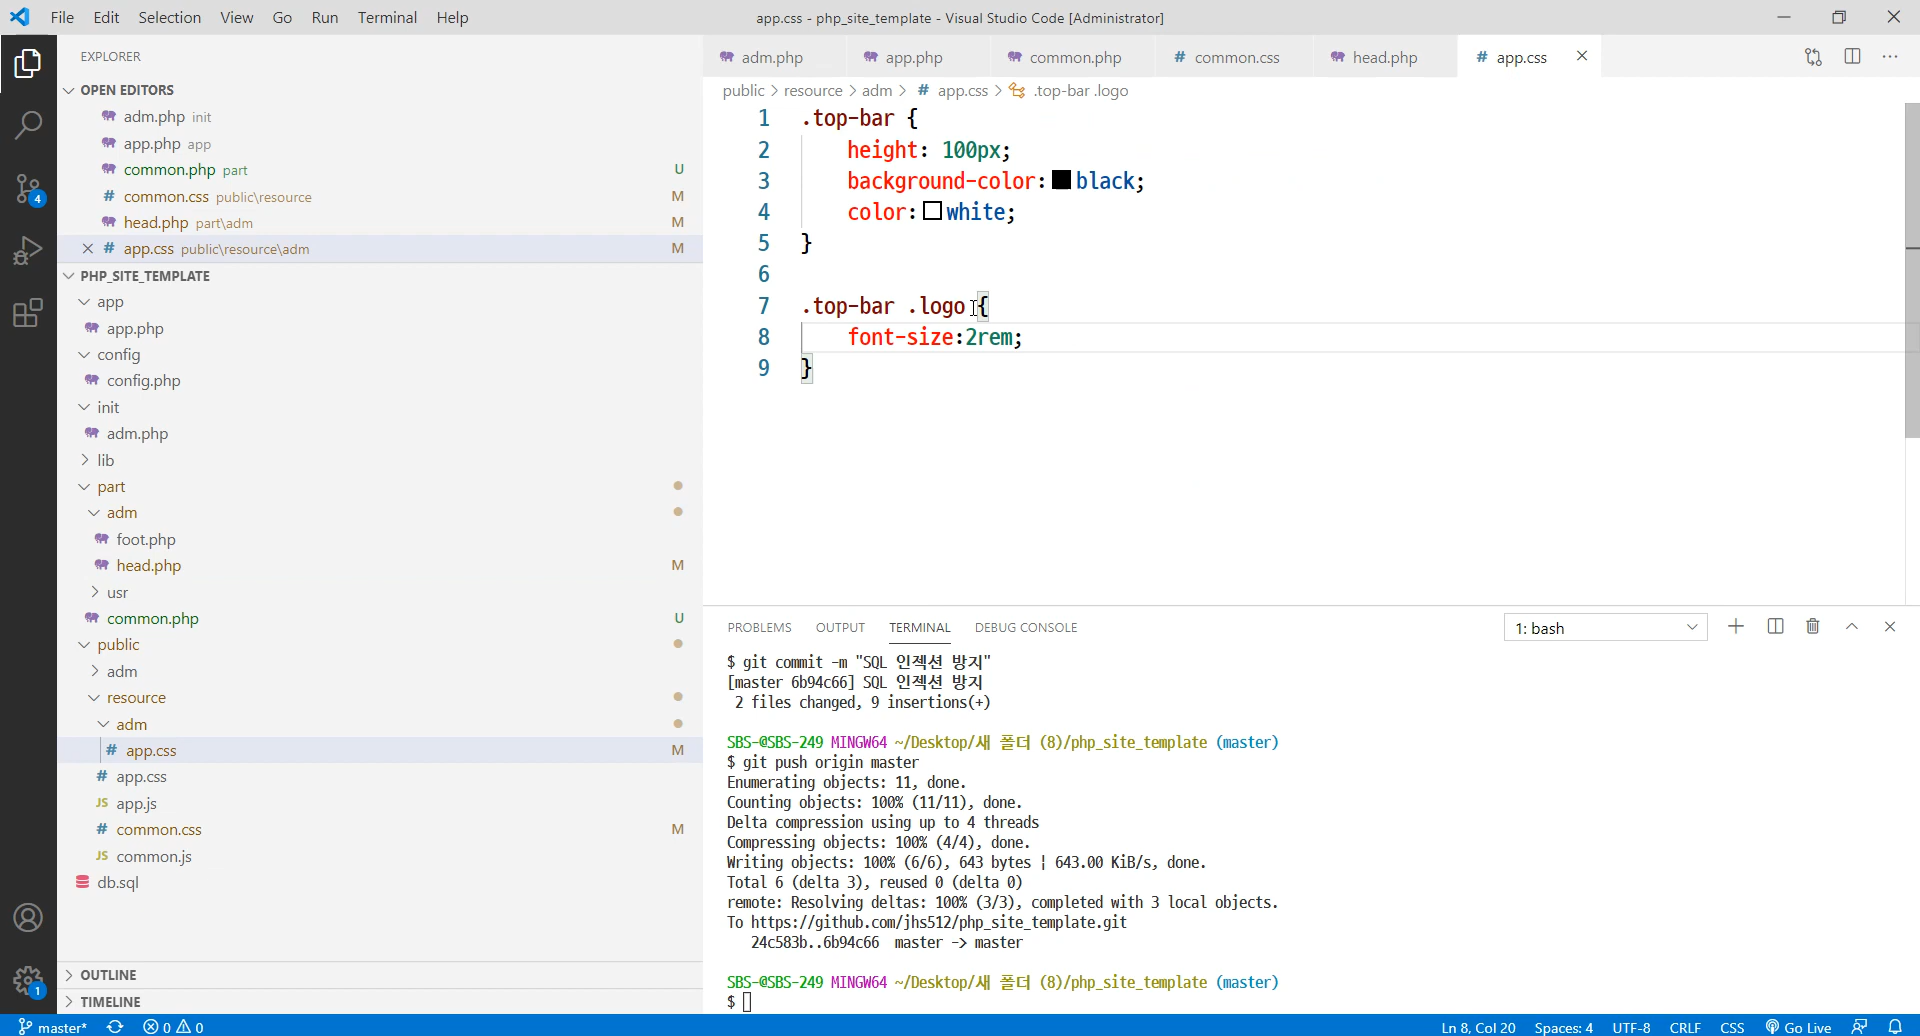 File Edit Selection View Go Run Terminal Help
app.css - php_site_template - Visual Studio Code [Administrator]
EXPLORER
OPEN EDITORS
adm.php init
app.php app
common.php part U
# common.css public\resource M
head.php part\adm M
# app.css public\resource\adm M
PHP_SITE_TEMPLATE
app
app.php
config
config.php
init
adm.php
lib
part
adm
foot.php
head.php M
usr
common.php U
public
adm
resource
adm
# app.css M
# app.css
JS app.js
# common.css M
JS common.js
db.sql
OUTLINE
TIMELINE
4
1
adm.php
app.php
common.php
# common.css
head.php
# app.css
public > resource > adm > # app.css > .top-bar .logo
1 .top-bar {
2 height: 100px;
3 background-color: black;
4 color: white;
5 }
6
7 .top-bar .logo {
8 font-size:2rem;
9 }
PROBLEMS OUTPUT TERMINAL DEBUG CONSOLE
1: bash
$ git commit -m "SQL 인젝션 방지"
[master 6b94c66] SQL 인젝션 방지
2 files changed, 9 insertions(+)
SBS-@SBS-249 MINGW64 ~/Desktop/새 폴더 (8)/php_site_template (master)
$ git push origin master
Enumerating objects: 11, done.
Counting objects: 100% (11/11), done.
Delta compression using up to 4 threads
Compressing objects: 100% (4/4), done.
Writing objects: 100% (6/6), 643 bytes | 643.00 KiB/s, done.
Total 6 (delta 3), reused 0 (delta 0)
remote: Resolving deltas: 100% (3/3), completed with 3 local objects.
To https://github.com/jhs512/php_site_template.git
24c583b..6b94c66 master -> master
SBS-@SBS-249 MINGW64 ~/Desktop/새 폴더 (8)/php_site_template (master)
$
master* 0 0
Ln 8, Col 20 Spaces: 4 UTF-8 CRLF CSS Go Live